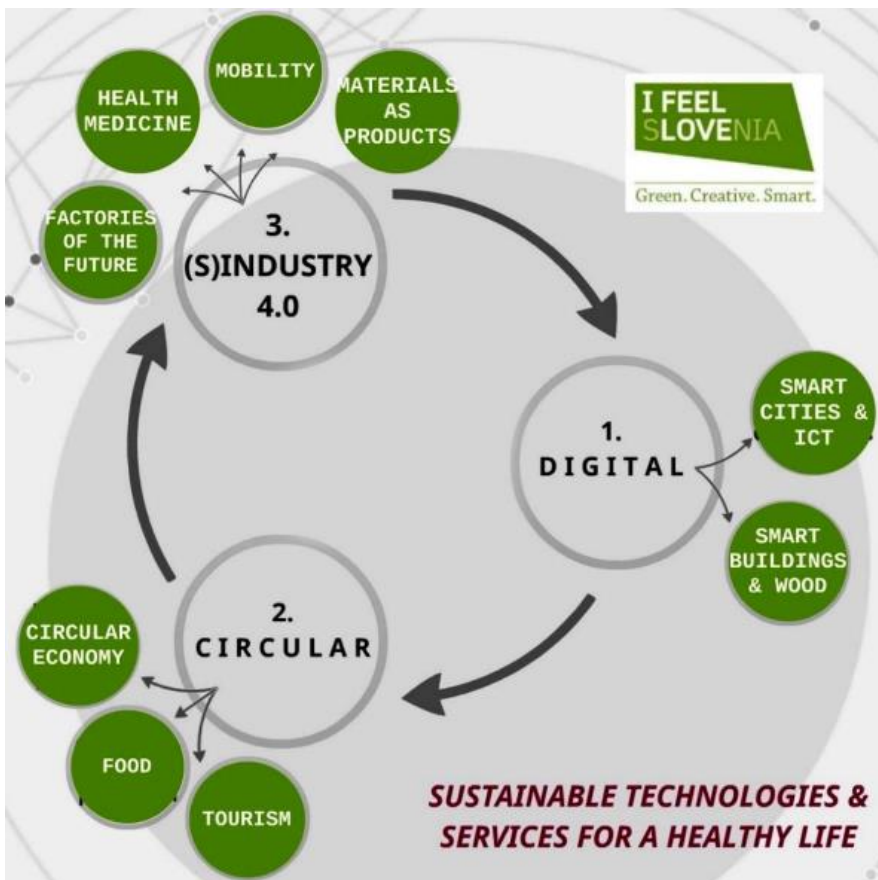 MOBILITY
HEALTH
MEDICINE
MATERIALS
AS
PRODUCTS
FACTORIES
OF THE
FUTURE
3.
(S)INDUSTRY
4.0
I FEEL
SLOVENIA
Green. Creative. Smart.
1.
DIGITAL
SMART
CITIES &
ICT
SMART
BUILDINGS
& WOOD
2.
CIRCULAR
CIRCULAR
ECONOMY
FOOD
TOURISM
SUSTAINABLE TECHNOLOGIES &
SERVICES FOR A HEALTHY LIFE